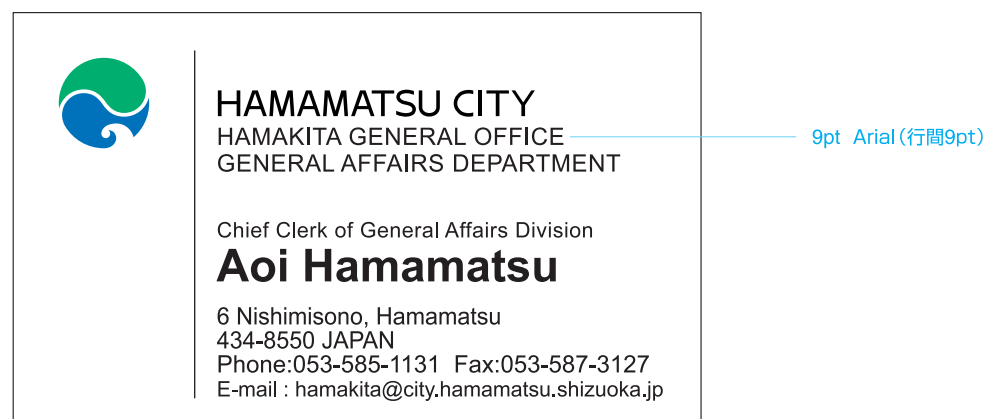 HAMAMATSU CITY
HAMAKITA GENERAL OFFICE
9pt Arial(行間9pt)
GENERAL AFFAIRS DEPARTMENT
Chief Clerk of General Affairs Division
Aoi Hamamatsu
6 Nishimisono, Hamamatsu
434-8550 JAPAN
Phone:053-585-1131 Fax:053-587-3127
E-mail : hamakita@city.hamamatsu.shizuoka.jp